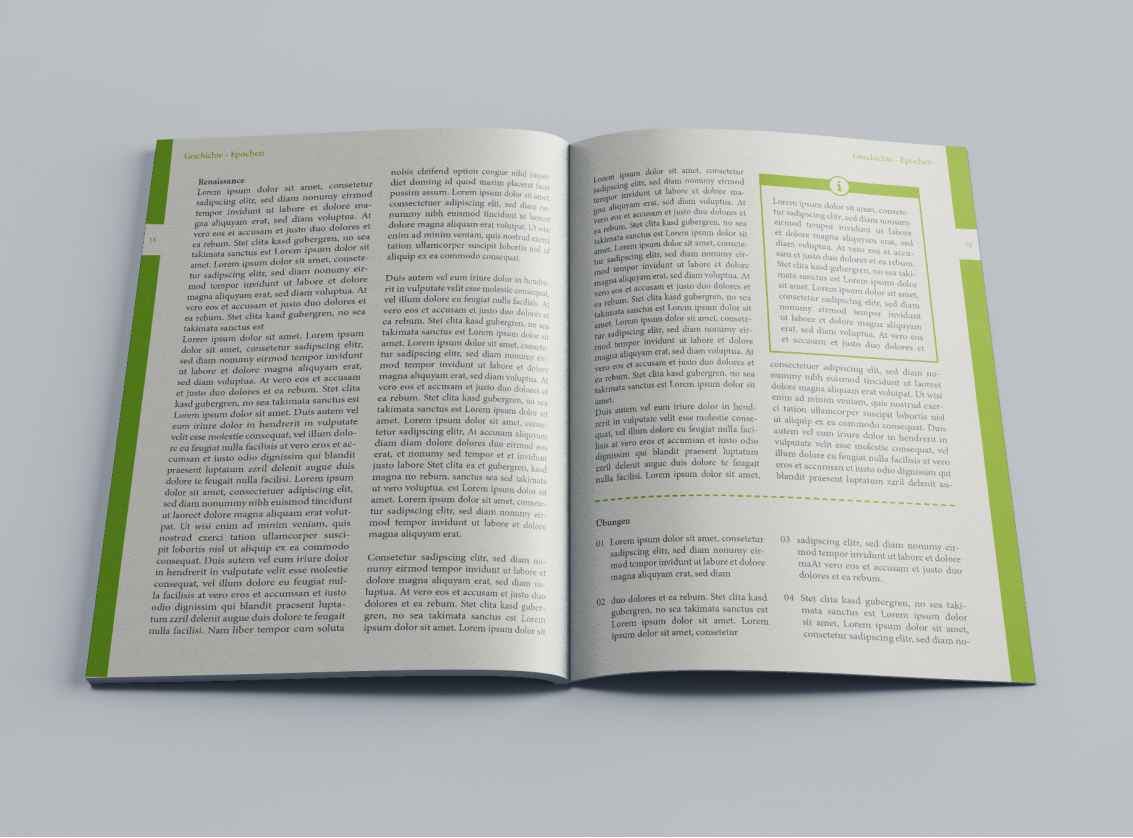 Geschichte - Epochen
Renaissance
Lorem ipsum dolor sit amet, consetetur
sadipscing elitr, sed diam nonumy eirmod
tempor invidunt ut labore et dolore ma-
gna aliquyam erat, sed diam voluptua. At
vero eos et accusam et justo duo dolores et
ea rebum. Stet clita kasd gubergren, no sea
takimata sanctus est Lorem ipsum dolor sit
amet. Lorem ipsum dolor sit amet, consete-
tur sadipscing elitr, sed diam nonumy eir-
mod tempor invidunt ut labore et dolore
magna aliquyam erat, sed diam voluptua. At
vero eos et accusam et justo duo dolores et
ea rebum. Stet clita kasd gubergren, no sea
takimata sanctus est
Lorem ipsum dolor sit amet, Lorem ipsum
dolor sit amet, consetetur sadipscing elitr,
sed diam nonumy eirmod tempor invidunt
ut labore et dolore magna aliquyam erat,
sed diam voluptua. At vero eos et accusam
et justo duo dolores et ea rebum. Stet clita
kasd gubergren, no sea takimata sanctus est
Lorem ipsum dolor sit amet. Duis autem vel
eum iriure dolor in hendrerit in vulputate
velit esse molestie consequat, vel illum dolo-
re eu feugiat nulla facilisis at vero eros et ac-
cumsan et iusto odio dignissim qui blandit
praesent luptatum zzril delenit augue duis
dolore te feugait nulla facilisi. Lorem ipsum
dolor sit amet, consectetuer adipiscing elit,
sed diam nonummy nibh euismod tincidunt
ut laoreet dolore magna aliquam erat volut-
pat. Ut wisi enim ad minim veniam, quis
nostrud exerci tation ullamcorper susci-
pit lobortis nisl ut aliquip ex ea commodo
consequat. Duis autem vel eum iriure dolor
in hendrerit in vulputate velit esse molestie
consequat, vel illum dolore eu feugiat nul-
la facilisis at vero eros et accumsan et iusto
odio dignissim qui blandit praesent lupta-
tum zzril delenit augue duis dolore te feugait
nulla facilisi. Nam liber tempor cum soluta
nobis eleifend option congue nihil imper-
diet doming id quod mazim placerat facer
possim assum. Lorem ipsum dolor sit amet,
consectetuer adipiscing elit, sed diam no-
nummy nibh euismod tincidunt ut laoreet
dolore magna aliquam erat volutpat. Ut wisi
enim ad minim veniam, quis nostrud exerci
tation ullamcorper suscipit lobortis nisl ut
aliquip ex ea commodo consequat.
Duis autem vel eum iriure dolor in hendre-
rit in vulputate velit esse molestie consequat,
vel illum dolore eu feugiat nulla facilisis. At
vero eos et accusam et justo duo dolores et
ea rebum. Stet clita kasd gubergren, no sea
takimata sanctus est Lorem ipsum dolor sit
amet. Lorem ipsum dolor sit amet, consete-
tur sadipscing elitr, sed diam nonumy eir-
mod tempor invidunt ut labore et dolore
magna aliquyam erat, sed diam voluptua. At
vero eos et accusam et justo duo dolores et
ea rebum. Stet clita kasd gubergren, no sea
takimata sanctus est Lorem ipsum dolor sit
amet. Lorem ipsum dolor sit amet, conse-
tetur sadipscing elitr, At accusam aliquyam
diam diam dolore dolores duo eirmod eos
erat, et nonumy sed tempor et et invidunt
justo labore Stet clita ea et gubergren, kasd
magna no rebum. sanctus sea sed takimata
ut vero voluptua. est Lorem ipsum dolor sit
amet. Lorem ipsum dolor sit amet, consete-
tur sadipscing elitr, sed diam nonumy eir-
mod tempor invidunt ut labore et dolore
magna aliquyam erat.
Consetetur sadipscing elitr, sed diam no-
numy eirmod tempor invidunt ut labore et
dolore magna aliquyam erat, sed diam vo-
luptua. At vero eos et accusam et justo duo
dolores et ea rebum. Stet clita kasd guber-
gren, no sea takimata sanctus est Lorem
ipsum dolor sit amet. Lorem ipsum dolor sit
Geschichte - Epochen
Lorem ipsum dolor sit amet, consetetur
sadipscing elitr, sed diam nonumy eirmod
tempor invidunt ut labore et dolore ma-
gna aliquyam erat, sed diam voluptua. At
vero eos et accusam et justo duo dolores et
ea rebum. Stet clita kasd gubergren, no sea
takimata sanctus est Lorem ipsum dolor sit
amet. Lorem ipsum dolor sit amet, consete-
tur sadipscing elitr, sed diam nonumy eir-
mod tempor invidunt ut labore et dolore
magna aliquyam erat, sed diam voluptua. At
vero eos et accusam et justo duo dolores et
ea rebum. Stet clita kasd gubergren, no sea
takimata sanctus est Lorem ipsum dolor sit
amet. Lorem ipsum dolor sit amet, consete-
tur sadipscing elitr, sed diam nonumy eir-
mod tempor invidunt ut labore et dolore
magna aliquyam erat, sed diam voluptua. At
vero eos et accusam et justo duo dolores et
ea rebum. Stet clita kasd gubergren, no sea
takimata sanctus est Lorem ipsum dolor sit
amet.
Duis autem vel eum iriure dolor in hend-
rerit in vulputate velit esse molestie conse-
quat, vel illum dolore eu feugiat nulla faci-
lisis at vero eros et accumsan et iusto odio
dignissim qui blandit praesent luptatum
zzril delenit augue duis dolore te feugait
nulla facilisi. Lorem ipsum dolor sit amet,
i
Lorem ipsum dolor sit amet, consete-
tur sadipscing elitr, sed diam nonumy
eirmod tempor invidunt ut labore
et dolore magna aliquyam erat, sed
diam voluptua. At vero eos et accu-
sam et justo duo dolores et ea rebum.
Stet clita kasd gubergren, no sea taki-
mata sanctus est Lorem ipsum dolor
sit amet. Lorem ipsum dolor sit amet,
consetetur sadipscing elitr, sed diam
nonumy eirmod tempor invidunt
ut labore et dolore magna aliquyam
erat, sed diam voluptua. At vero eos
et accusam et justo duo dolores et
consectetuer adipiscing elit, sed diam no-
nummy nibh euismod tincidunt ut laoreet
dolore magna aliquam erat volutpat. Ut wisi
enim ad minim veniam, quis nostrud exer-
ci tation ullamcorper suscipit lobortis nisl
ut aliquip ex ea commodo consequat. Duis
autem vel eum iriure dolor in hendrerit in
vulputate velit esse molestie consequat, vel
illum dolore eu feugiat nulla facilisis at vero
eros et accumsan et iusto odio dignissim qui
blandit praesent luptatum zzril delenit au-
Übungen
01 Lorem ipsum dolor sit amet, consetetur
sadipscing elitr, sed diam nonumy eir-
mod tempor invidunt ut labore et dolore
magna aliquyam erat, sed diam
02 duo dolores et ea rebum. Stet clita kasd
gubergren, no sea takimata sanctus est
Lorem ipsum dolor sit amet. Lorem
ipsum dolor sit amet, consetetur
03 sadipscing elitr, sed diam nonumy eir-
mod tempor invidunt ut labore et dolore
maAt vero eos et accusam et justo duo
dolores et ea rebum.
04 Stet clita kasd gubergren, no sea taki-
mata sanctus est Lorem ipsum dolor
sit amet. Lorem ipsum dolor sit amet,
consetetur sadipscing elitr, sed diam no-